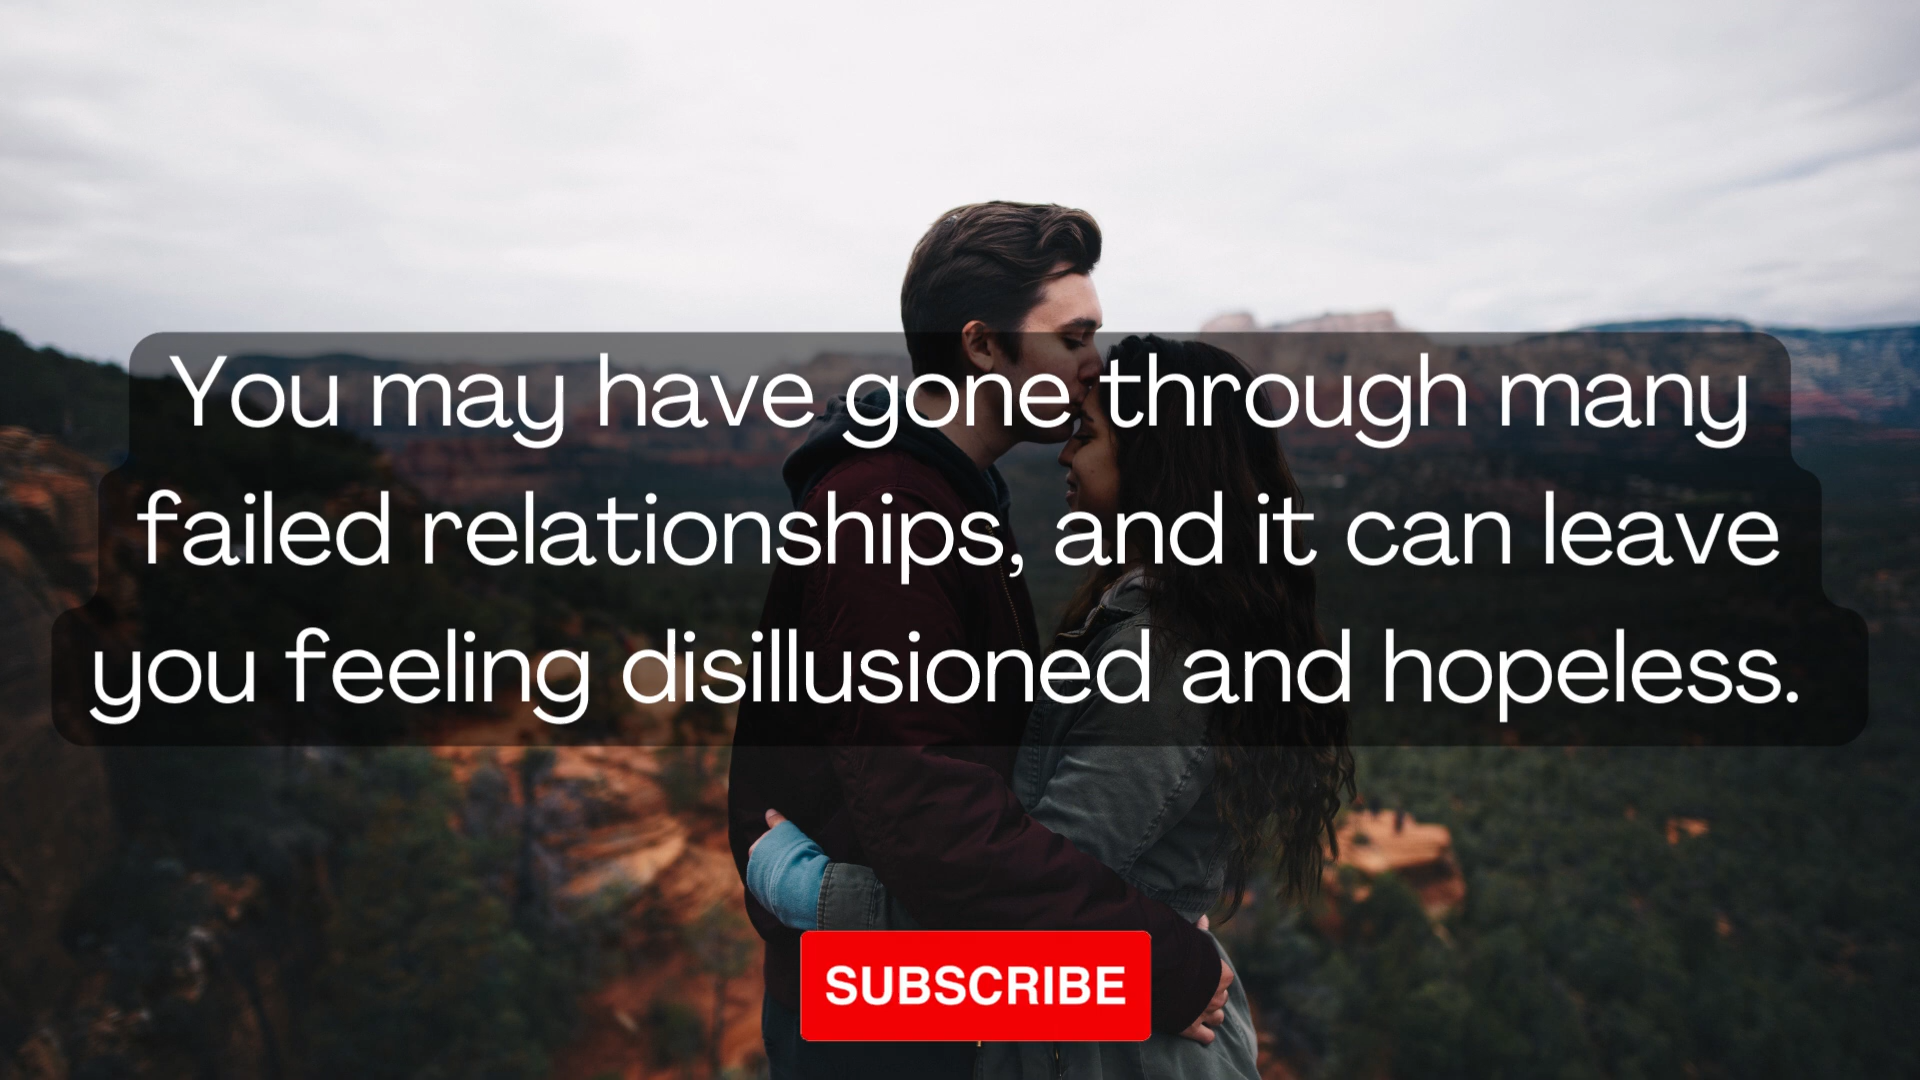 You may have gone through many
failed relationships, and it can leave
you feeling disillusioned and hopeless.
SUBSCRIBE